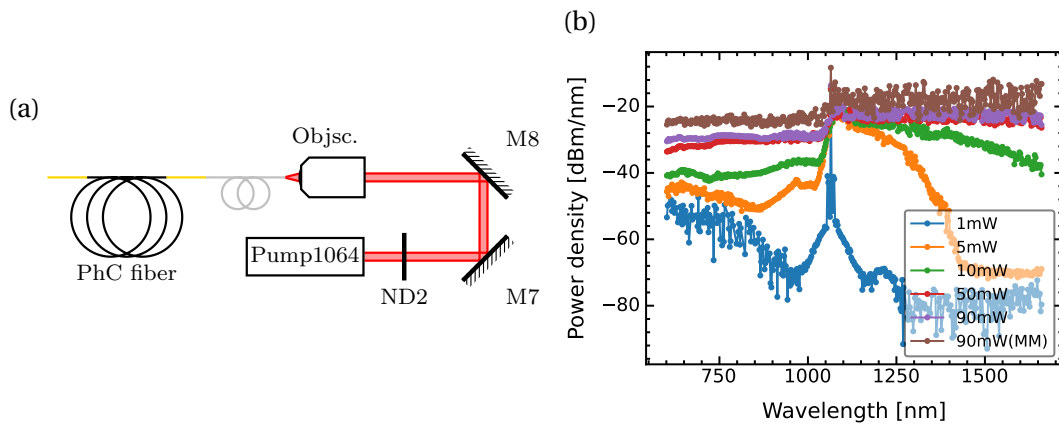 (a)
Objsc.
M8
Pump1064
ND2
M7
PhC fiber
(b)
Power density [dBm/nm]
−20
−40
−60
−80
750
1000
1250
1500
Wavelength [nm]
1mW
5mW
10mW
50mW
90mW
90mW(MM)